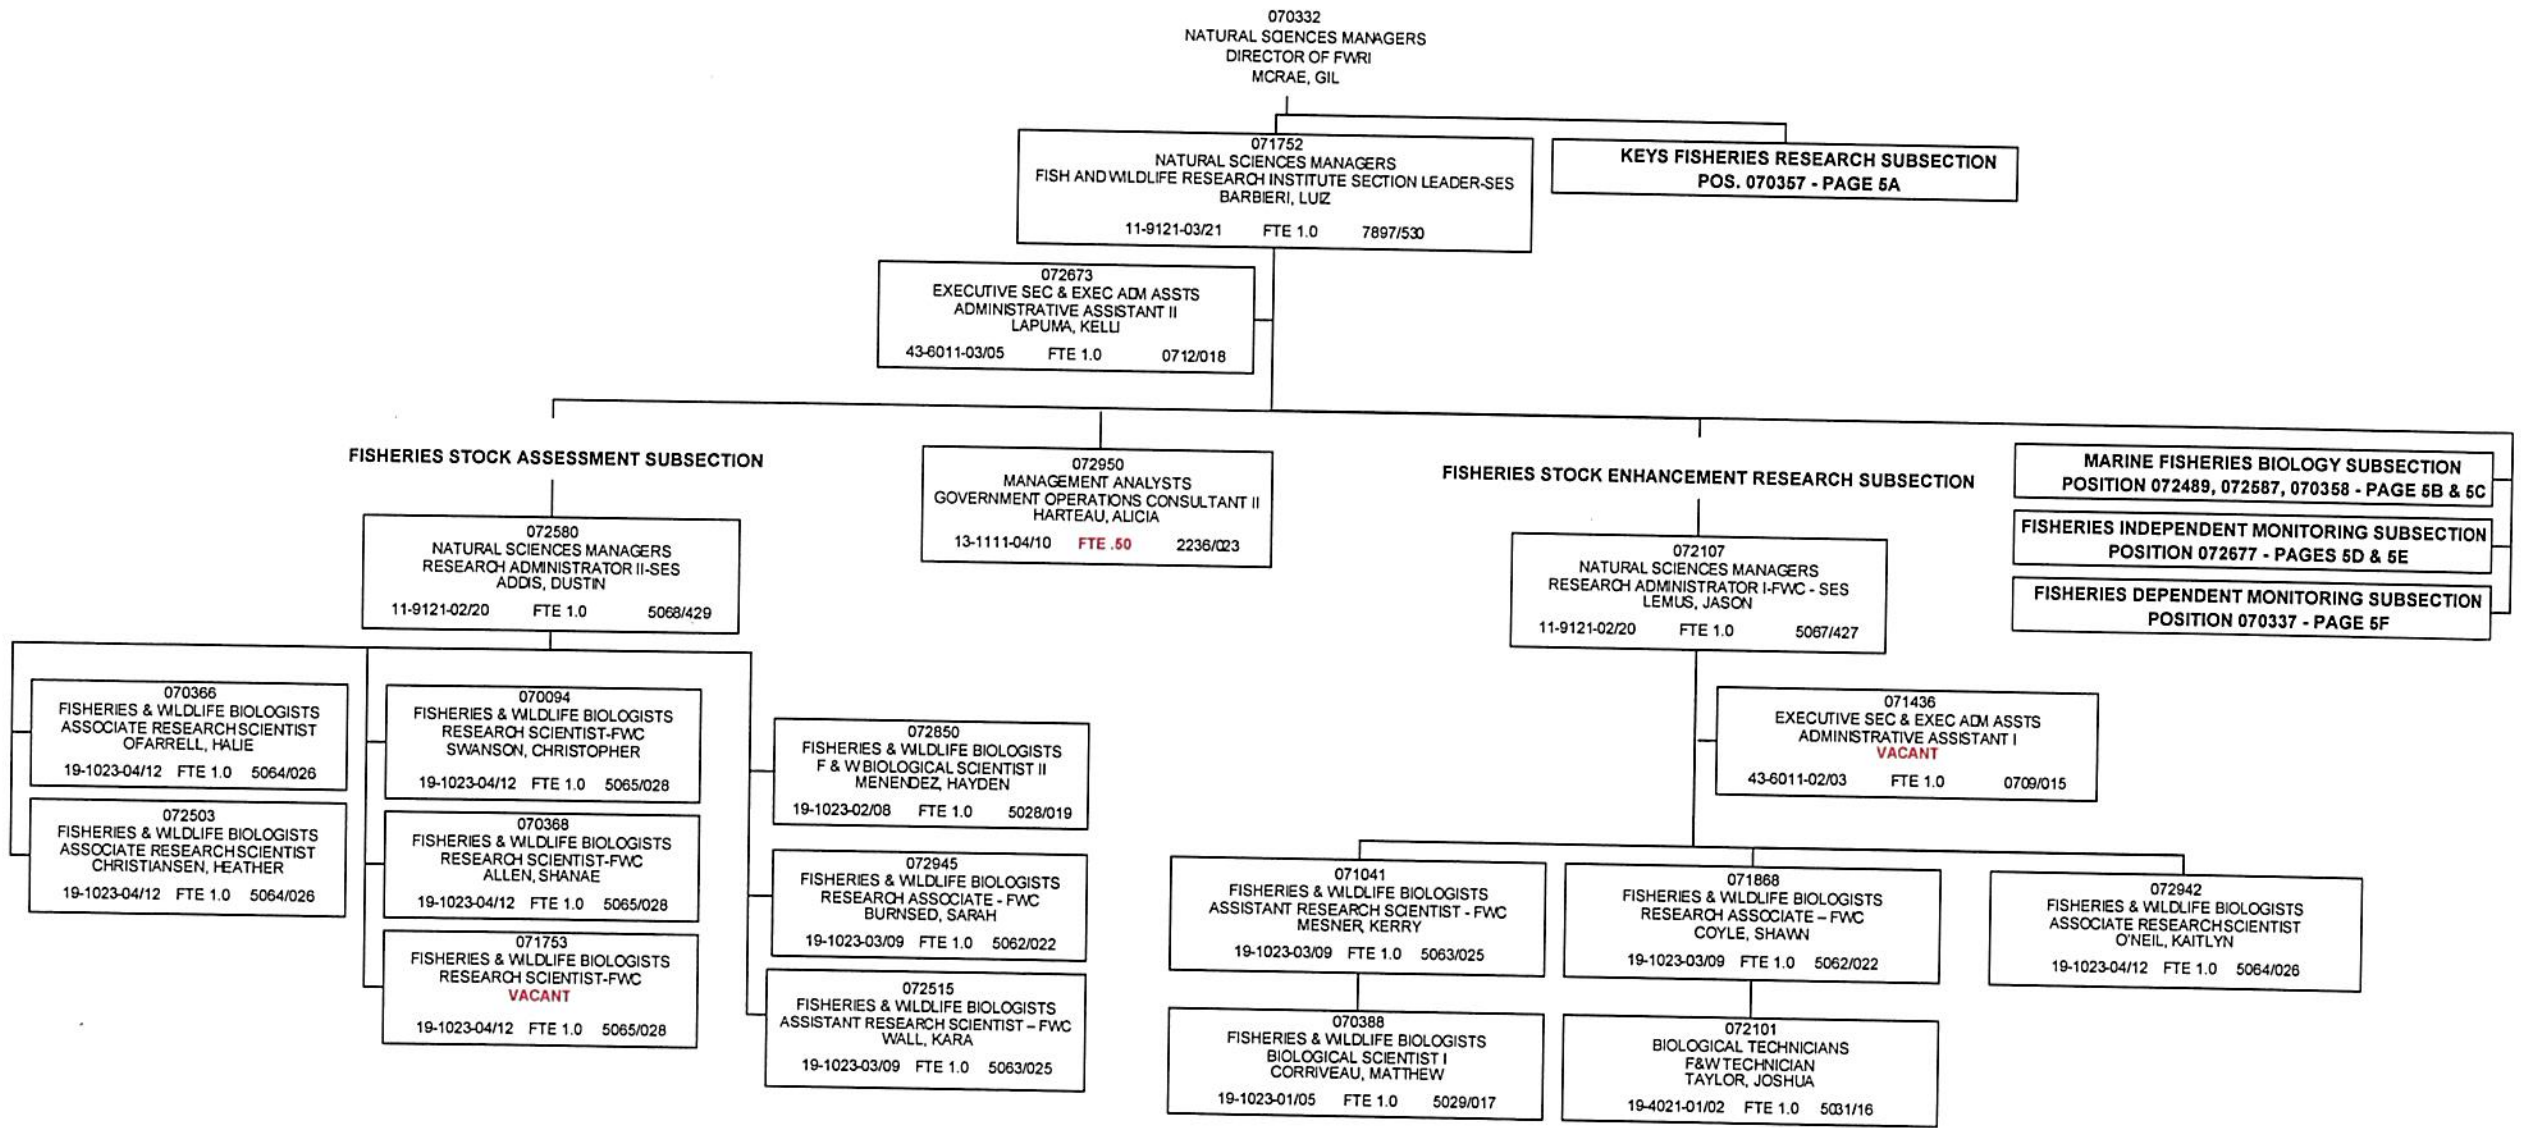 070332
NATURAL SCIENCES MANAGERS
DIRECTOR OF FWRI
MCRAE, GIL
071752
NATURAL SCIENCES MANAGERS
FISH AND WILDLIFE RESEARCH INSTITUTE SECTION LEADER-SES
BARBIERI, LUIZ
11-9121-03/21 FTE 1.0 7897/530
KEYS FISHERIES RESEARCH SUBSECTION
POS. 070357 - PAGE 5A
072673
EXECUTIVE SEC & EXEC ADM ASSTS
ADMINISTRATIVE ASSISTANT II
LAPUMA, KELLI
43-6011-03/05 FTE 1.0 0712/018
FISHERIES STOCK ASSESSMENT SUBSECTION
072580
NATURAL SCIENCES MANAGERS
RESEARCH ADMINISTRATOR II-SES
ADDIS, DUSTIN
11-9121-02/20 FTE 1.0 5068/429
072950
MANAGEMENT ANALYSTS
GOVERNMENT OPERATIONS CONSULTANT II
HARTEAU, ALICIA
13-1111-04/10 FTE .50 2236/023
FISHERIES STOCK ENHANCEMENT RESEARCH SUBSECTION
072107
NATURAL SCIENCES MANAGERS
RESEARCH ADMINISTRATOR I-FWC - SES
LEMUS, JASON
11-9121-02/20 FTE 1.0 5067/427
MARINE FISHERIES BIOLOGY SUBSECTION
POSITION 072489, 072587, 070358 - PAGE 5B & 5C
FISHERIES INDEPENDENT MONITORING SUBSECTION
POSITION 072677 - PAGES 5D & 5E
FISHERIES DEPENDENT MONITORING SUBSECTION
POSITION 070337 - PAGE 5F
070366
FISHERIES & WILDLIFE BIOLOGISTS
ASSOCIATE RESEARCH SCIENTIST
OFARRELL, HALIE
19-1023-04/12 FTE 1.0 5064/026
072503
FISHERIES & WILDLIFE BIOLOGISTS
ASSOCIATE RESEARCH SCIENTIST
CHRISTIANSEN, HEATHER
19-1023-04/12 FTE 1.0 5064/026
070094
FISHERIES & WILDLIFE BIOLOGISTS
RESEARCH SCIENTIST-FWC
SWANSON, CHRISTOPHER
19-1023-04/12 FTE 1.0 5065/028
070368
FISHERIES & WILDLIFE BIOLOGISTS
RESEARCH SCIENTIST-FWC
ALLEN, SHANAE
19-1023-04/12 FTE 1.0 5065/028
071753
FISHERIES & WILDLIFE BIOLOGISTS
RESEARCH SCIENTIST-FWC
VACANT
19-1023-04/12 FTE 1.0 5065/028
072850
FISHERIES & WILDLIFE BIOLOGISTS
F & W BIOLOGICAL SCIENTIST II
MENENDEZ, HAYDEN
19-1023-02/08 FTE 1.0 5028/019
072945
FISHERIES & WILDLIFE BIOLOGISTS
RESEARCH ASSOCIATE - FWC
BURNSED, SARAH
19-1023-03/09 FTE 1.0 5062/022
072515
FISHERIES & WILDLIFE BIOLOGISTS
ASSISTANT RESEARCH SCIENTIST – FWC
WALL, KARA
19-1023-03/09 FTE 1.0 5063/025
071436
EXECUTIVE SEC & EXEC ADM ASSTS
ADMINISTRATIVE ASSISTANT I
VACANT
43-6011-02/03 FTE 1.0 0709/015
071041
FISHERIES & WILDLIFE BIOLOGISTS
ASSISTANT RESEARCH SCIENTIST - FWC
MESNER, KERRY
19-1023-03/09 FTE 1.0 5063/025
070388
FISHERIES & WILDLIFE BIOLOGISTS
BIOLOGICAL SCIENTIST I
CORRIVEAU, MATTHEW
19-1023-01/05 FTE 1.0 5029/017
071868
FISHERIES & WILDLIFE BIOLOGISTS
RESEARCH ASSOCIATE – FWC
COYLE, SHAWN
19-1023-03/09 FTE 1.0 5062/022
072101
BIOLOGICAL TECHNICIANS
F&W TECHNICIAN
TAYLOR, JOSHUA
19-4021-01/02 FTE 1.0 5031/16
072942
FISHERIES & WILDLIFE BIOLOGISTS
ASSOCIATE RESEARCH SCIENTIST
O'NEIL, KAITLYN
19-1023-04/12 FTE 1.0 5064/026